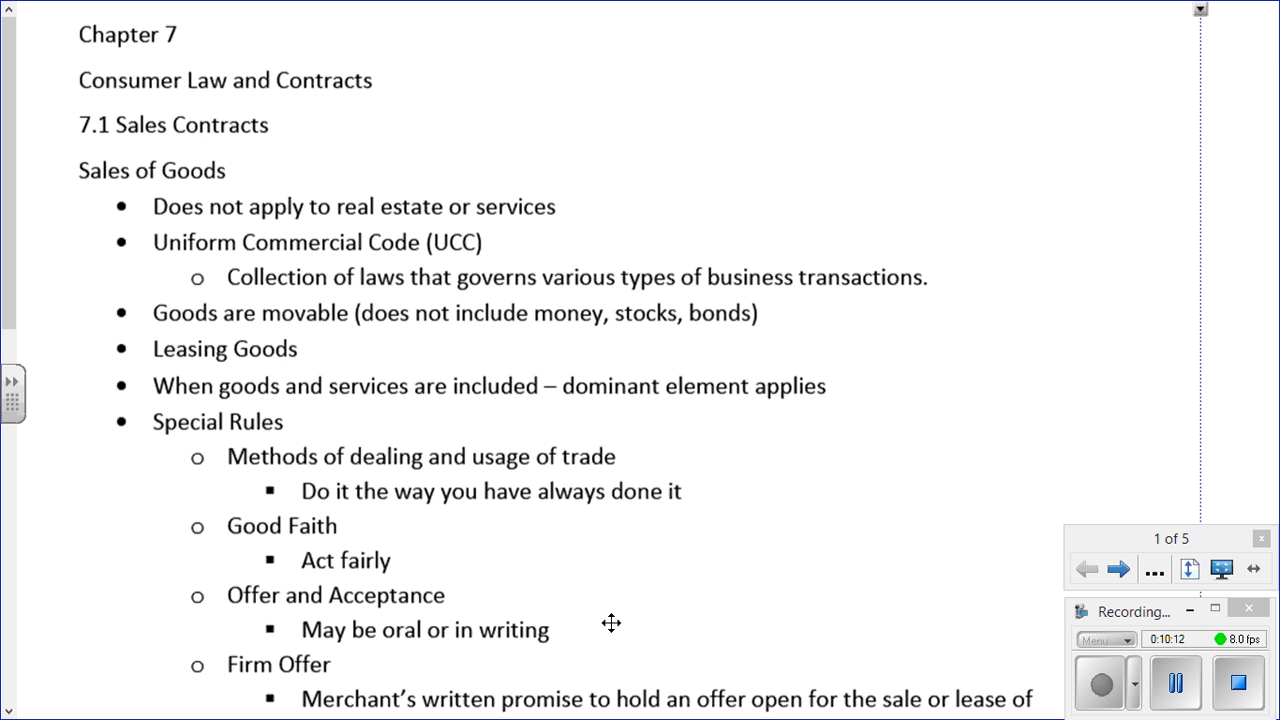 Chapter 7
Consumer Law and Contracts
7.1 Sales Contracts
Sales of Goods
• Does not apply to real estate or services
• Uniform Commercial Code (UCC)
o Collection of laws that governs various types of business transactions.
• Goods are movable (does not include money, stocks, bonds)
• Leasing Goods
• When goods and services are included – dominant element applies
• Special Rules
o Methods of dealing and usage of trade
▪ Do it the way you have always done it
o Good Faith
▪ Act fairly
o Offer and Acceptance
▪ May be oral or in writing
o Firm Offer
▪ Merchant’s written promise to hold an offer open for the sale or lease of
1 of 5
...
Recording...
Menu
0:10:12
8.0 fps